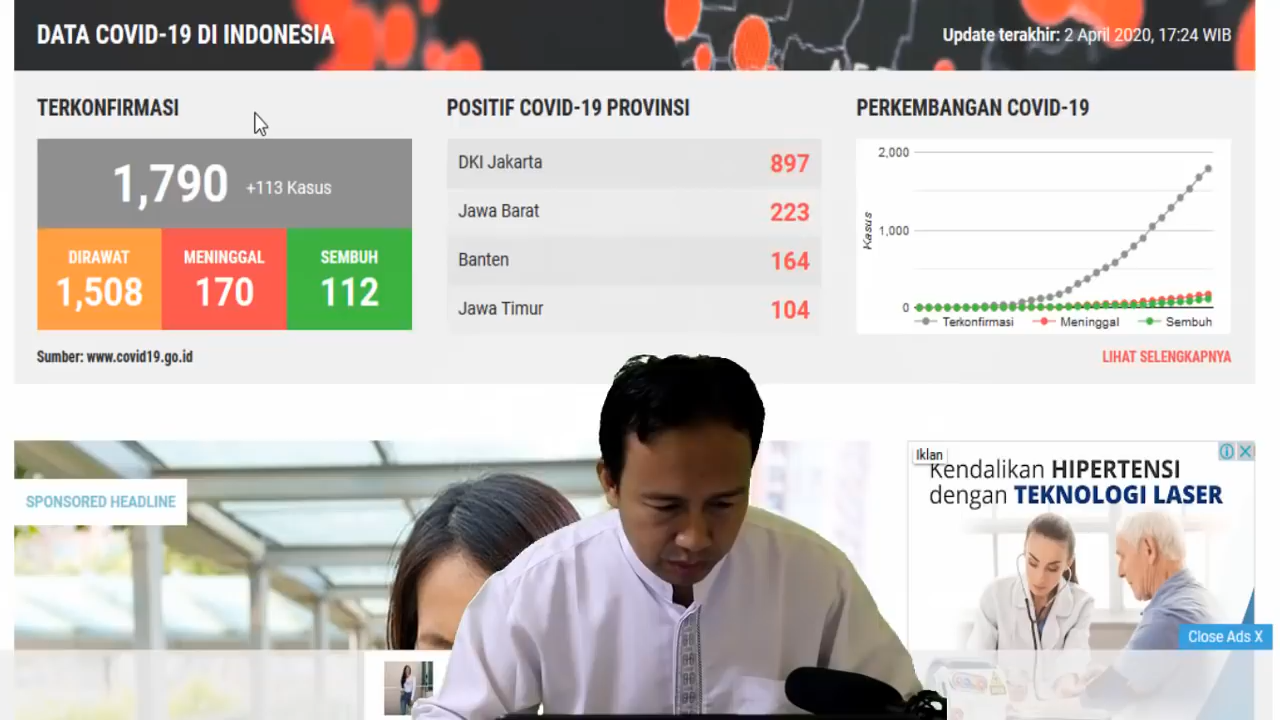 DATA COVID-19 DI INDONESIA
Update terakhir: 2 April 2020, 17:24 WIB
TERKONFIRMASI
1,790 +113 Kasus
DIRAWAT
1,508
MENINGGAL
170
SEMBUH
112
Sumber: www.covid19.go.id
POSITIF COVID-19 PROVINSI
DKI Jakarta 897
Jawa Barat 223
Banten 164
Jawa Timur 104
PERKEMBANGAN COVID-19
2,000
1,000
0
Kasus
Terkonfirmasi Meninggal Sembuh
LIHAT SELENGKAPNYA
SPONSORED HEADLINE
Iklan
Kendalikan HIPERTENSI
dengan TEKNOLOGI LASER
Close Ads X